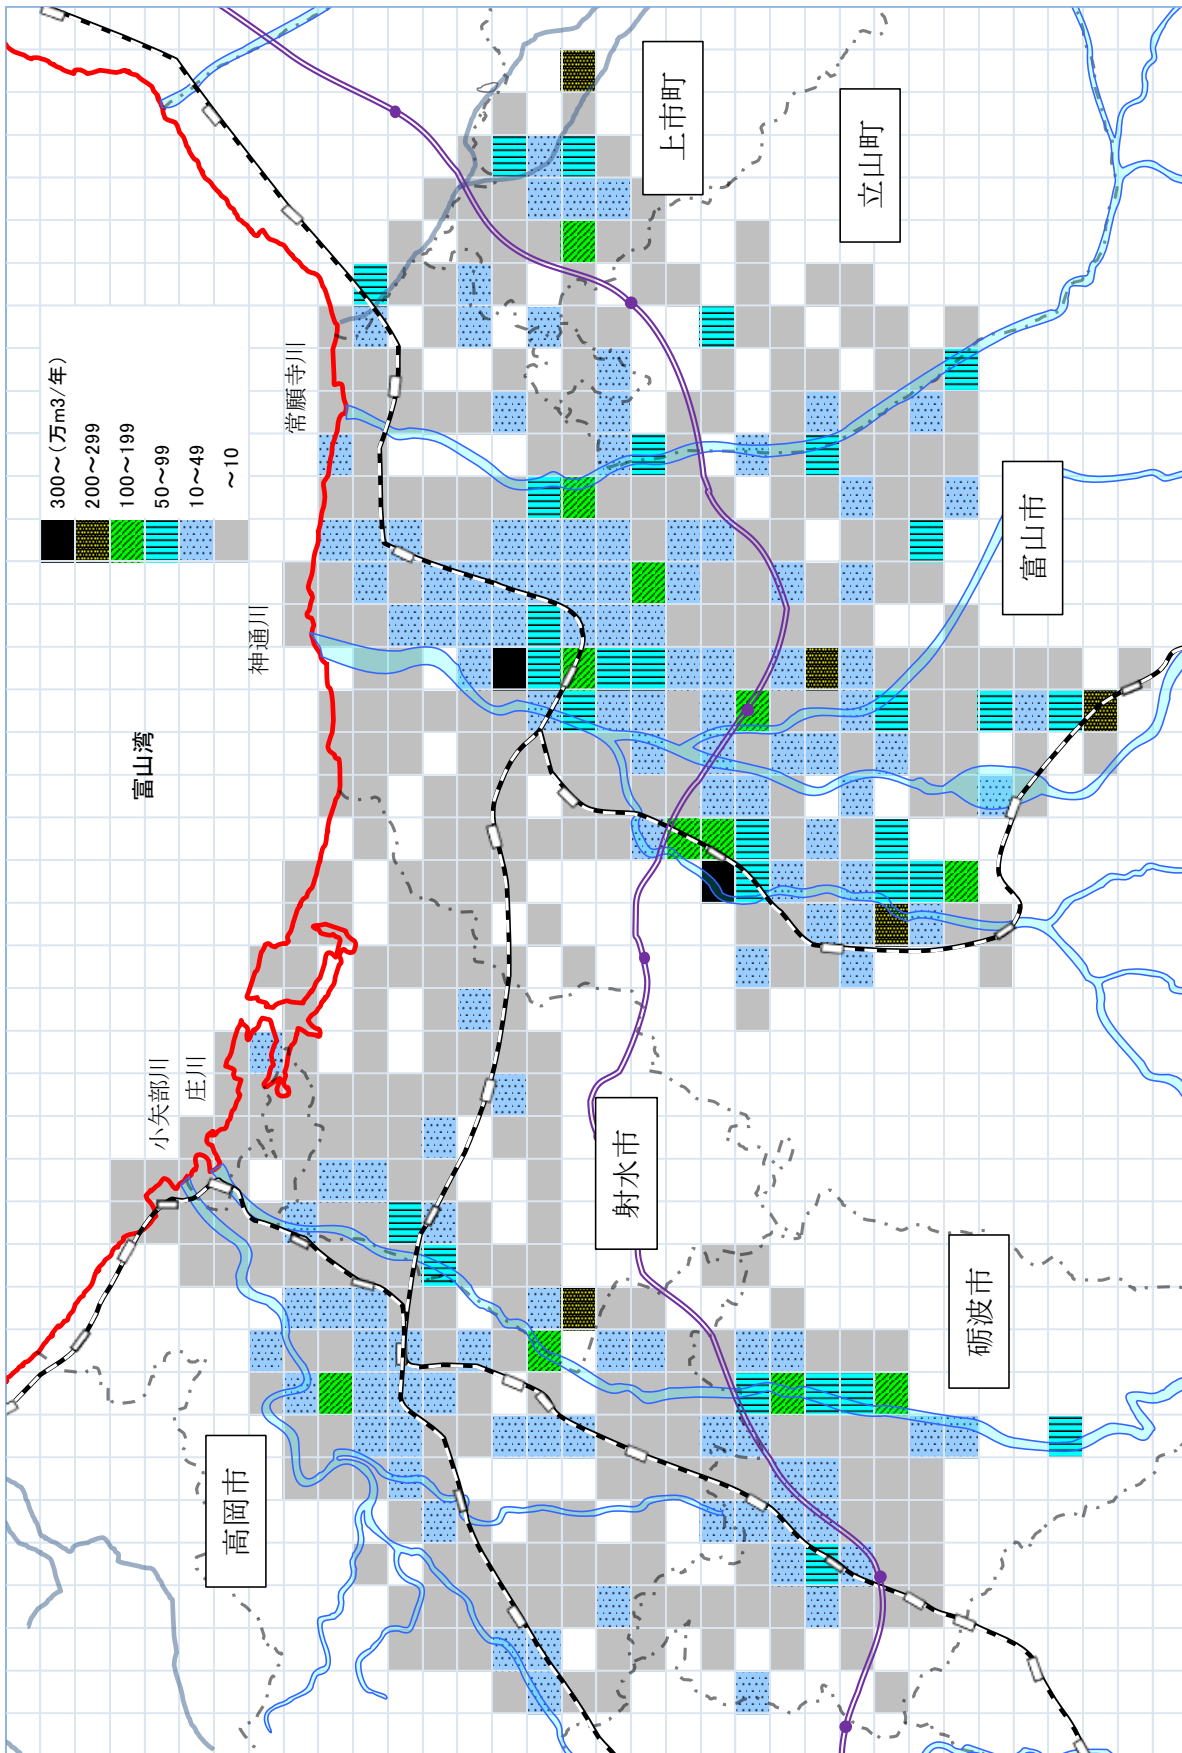 300～(万m3/年)
200～299
100～199
50～99
10～49
～10
富山湾
小矢部川
庄川
神通川
常願寺川
高岡市
射水市
砺波市
富山市
上市町
立山町